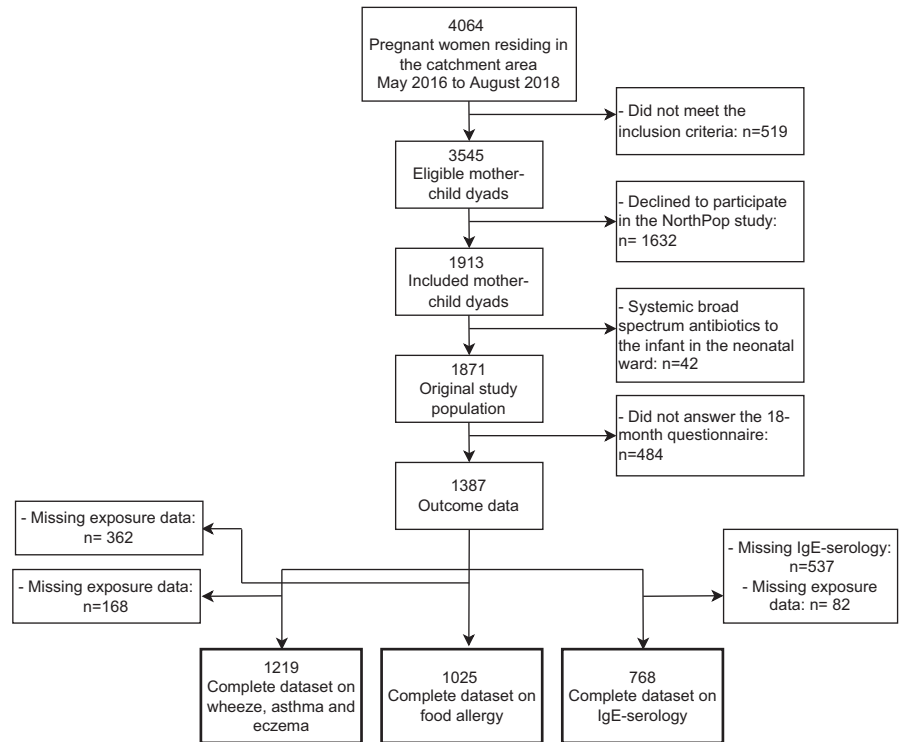 4064
Pregnant women residing in
the catchment area
May 2016 to August 2018
- Did not meet the
inclusion criteria: n=519
3545
Eligible mother-
child dyads
- Declined to participate
in the NorthPop study:
n= 1632
1913
Included mother-
child dyads
- Systemic broad
spectrum antibiotics to
the infant in the neonatal
ward: n=42
1871
Original study
population
- Did not answer the 18-
month questionnaire:
n=484
1387
Outcome data
- Missing exposure data:
n= 362
- Missing IgE-serology:
n=537
- Missing exposure
data: n= 82
- Missing exposure data:
n=168
1219
Complete dataset on
wheeze, asthma and
eczema
1025
Complete dataset on
food allergy
768
Complete dataset on
IgE-serology